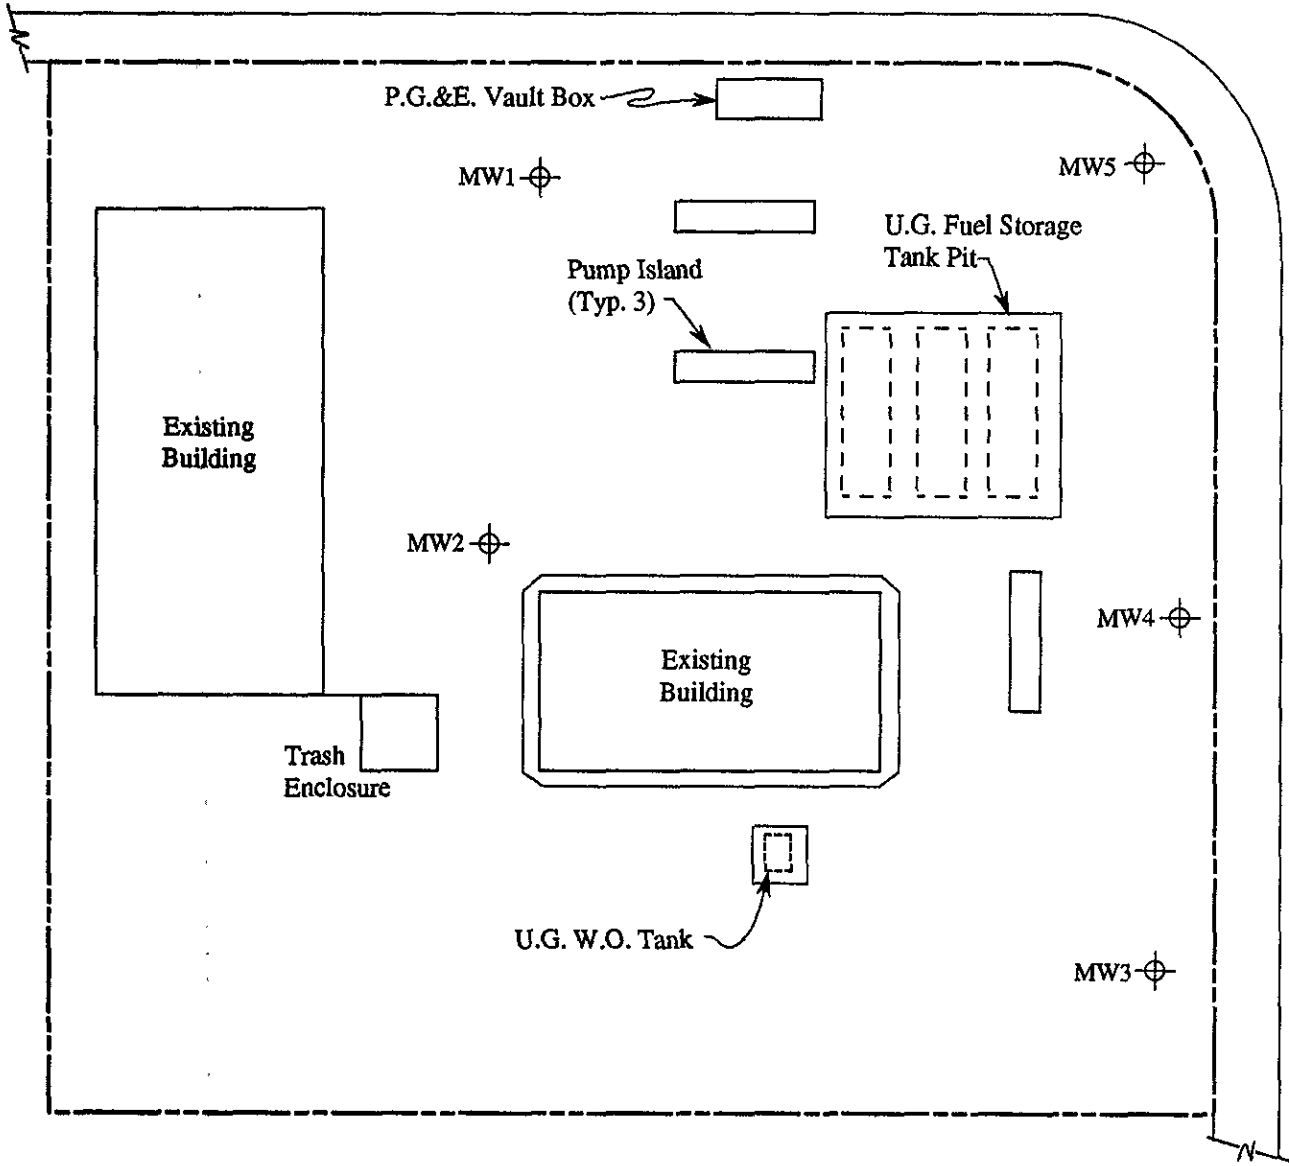 P.G.&E. Vault Box
MW1
MW5
U.G. Fuel Storage
Tank Pit
Pump Island
(Typ. 3)
Existing
Building
MW2
MW4
Existing
Building
Trash
Enclosure
U.G. W.O. Tank
MW3